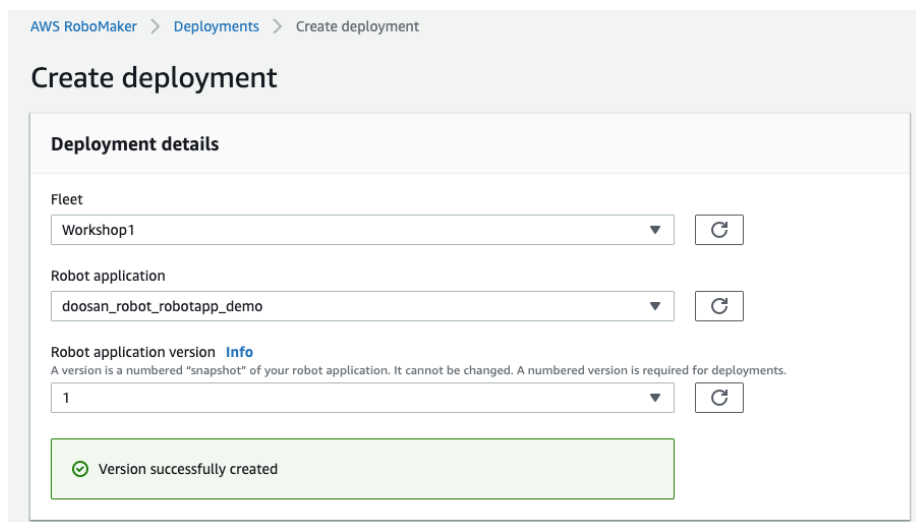 AWS RoboMaker > Deployments > Create deployment
Create deployment
Deployment details
Fleet
Workshop1
Robot application
doosan_robot_robotapp_demo
Robot application version Info
A version is a numbered “snapshot” of your robot application. It cannot be changed. A numbered version is required for deployments.
1
Version successfully created